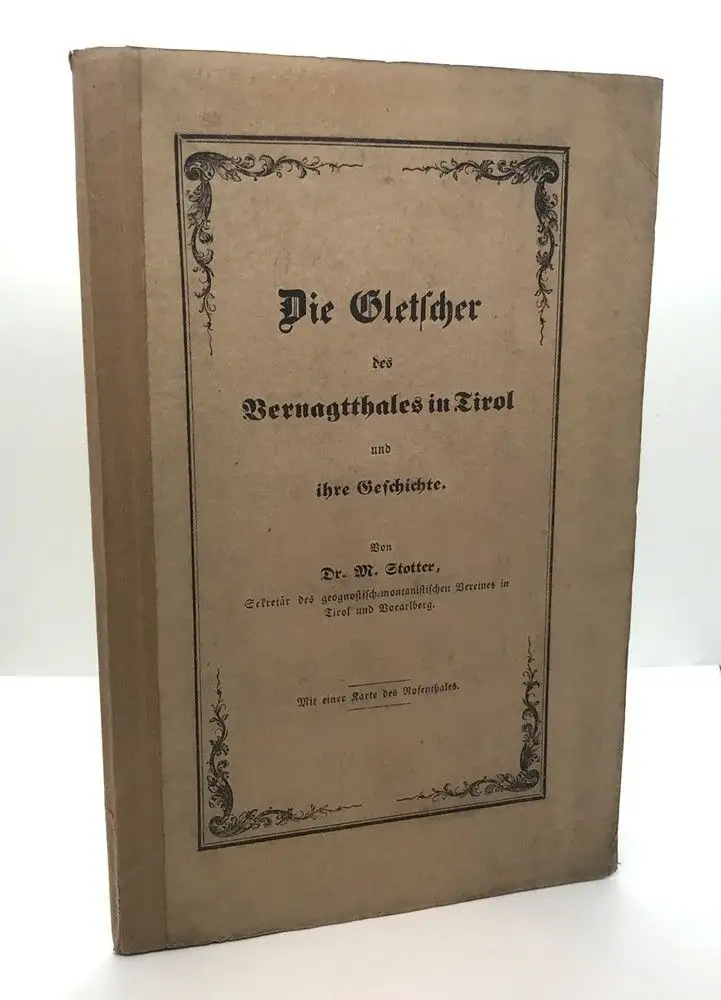 Die Gletſcher
des
Vernagtthales in Tirol
und
ihre Geſchichte.
Von
Dr. M. Stotter,
Sekretär des geognoſtiſch-montaniſtiſchen Vereines in
Tirol und Vorarlberg.
Mit einer Karte des Rofenthales.